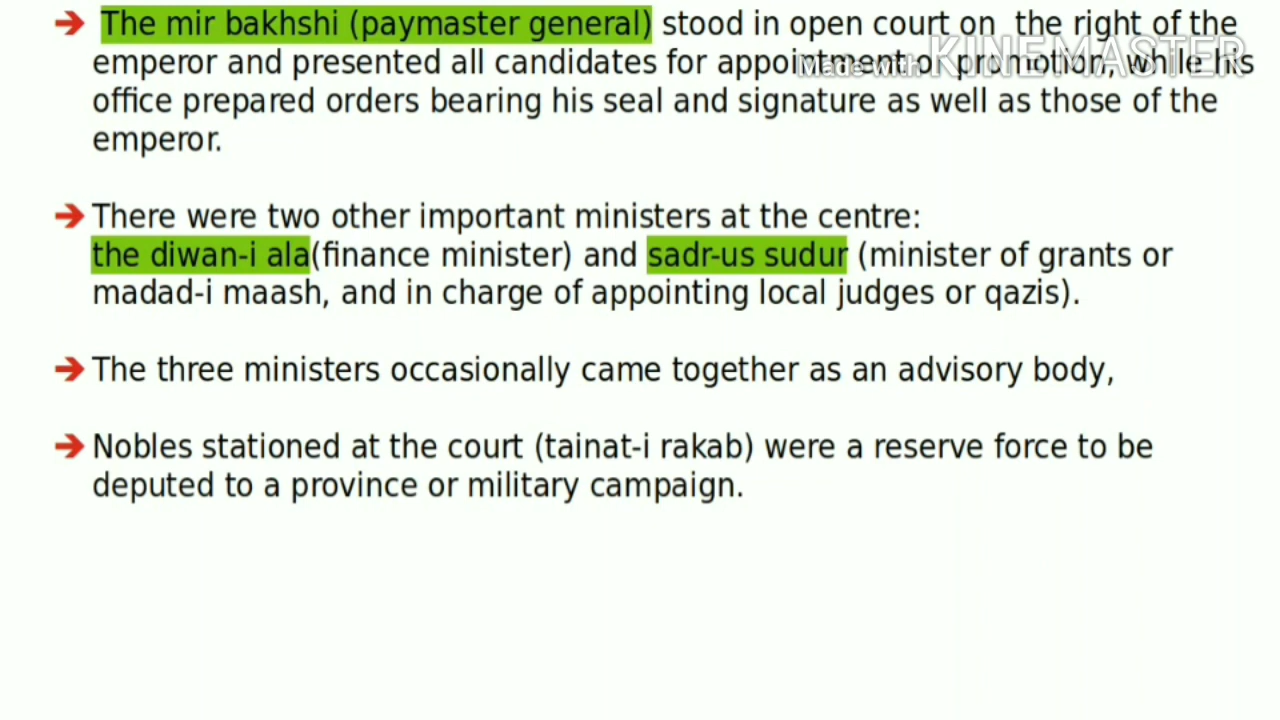 ➔ The mir bakhshi (paymaster general) stood in open court on the right of the
emperor and presented all candidates for appointment or promotion, while his
Made with KINEMASTER
office prepared orders bearing his seal and signature as well as those of the
emperor.
➔ There were two other important ministers at the centre:
the diwan-i ala(finance minister) and sadr-us sudur (minister of grants or
madad-i maash, and in charge of appointing local judges or qazis).
➔ The three ministers occasionally came together as an advisory body,
➔ Nobles stationed at the court (tainat-i rakab) were a reserve force to be
deputed to a province or military campaign.